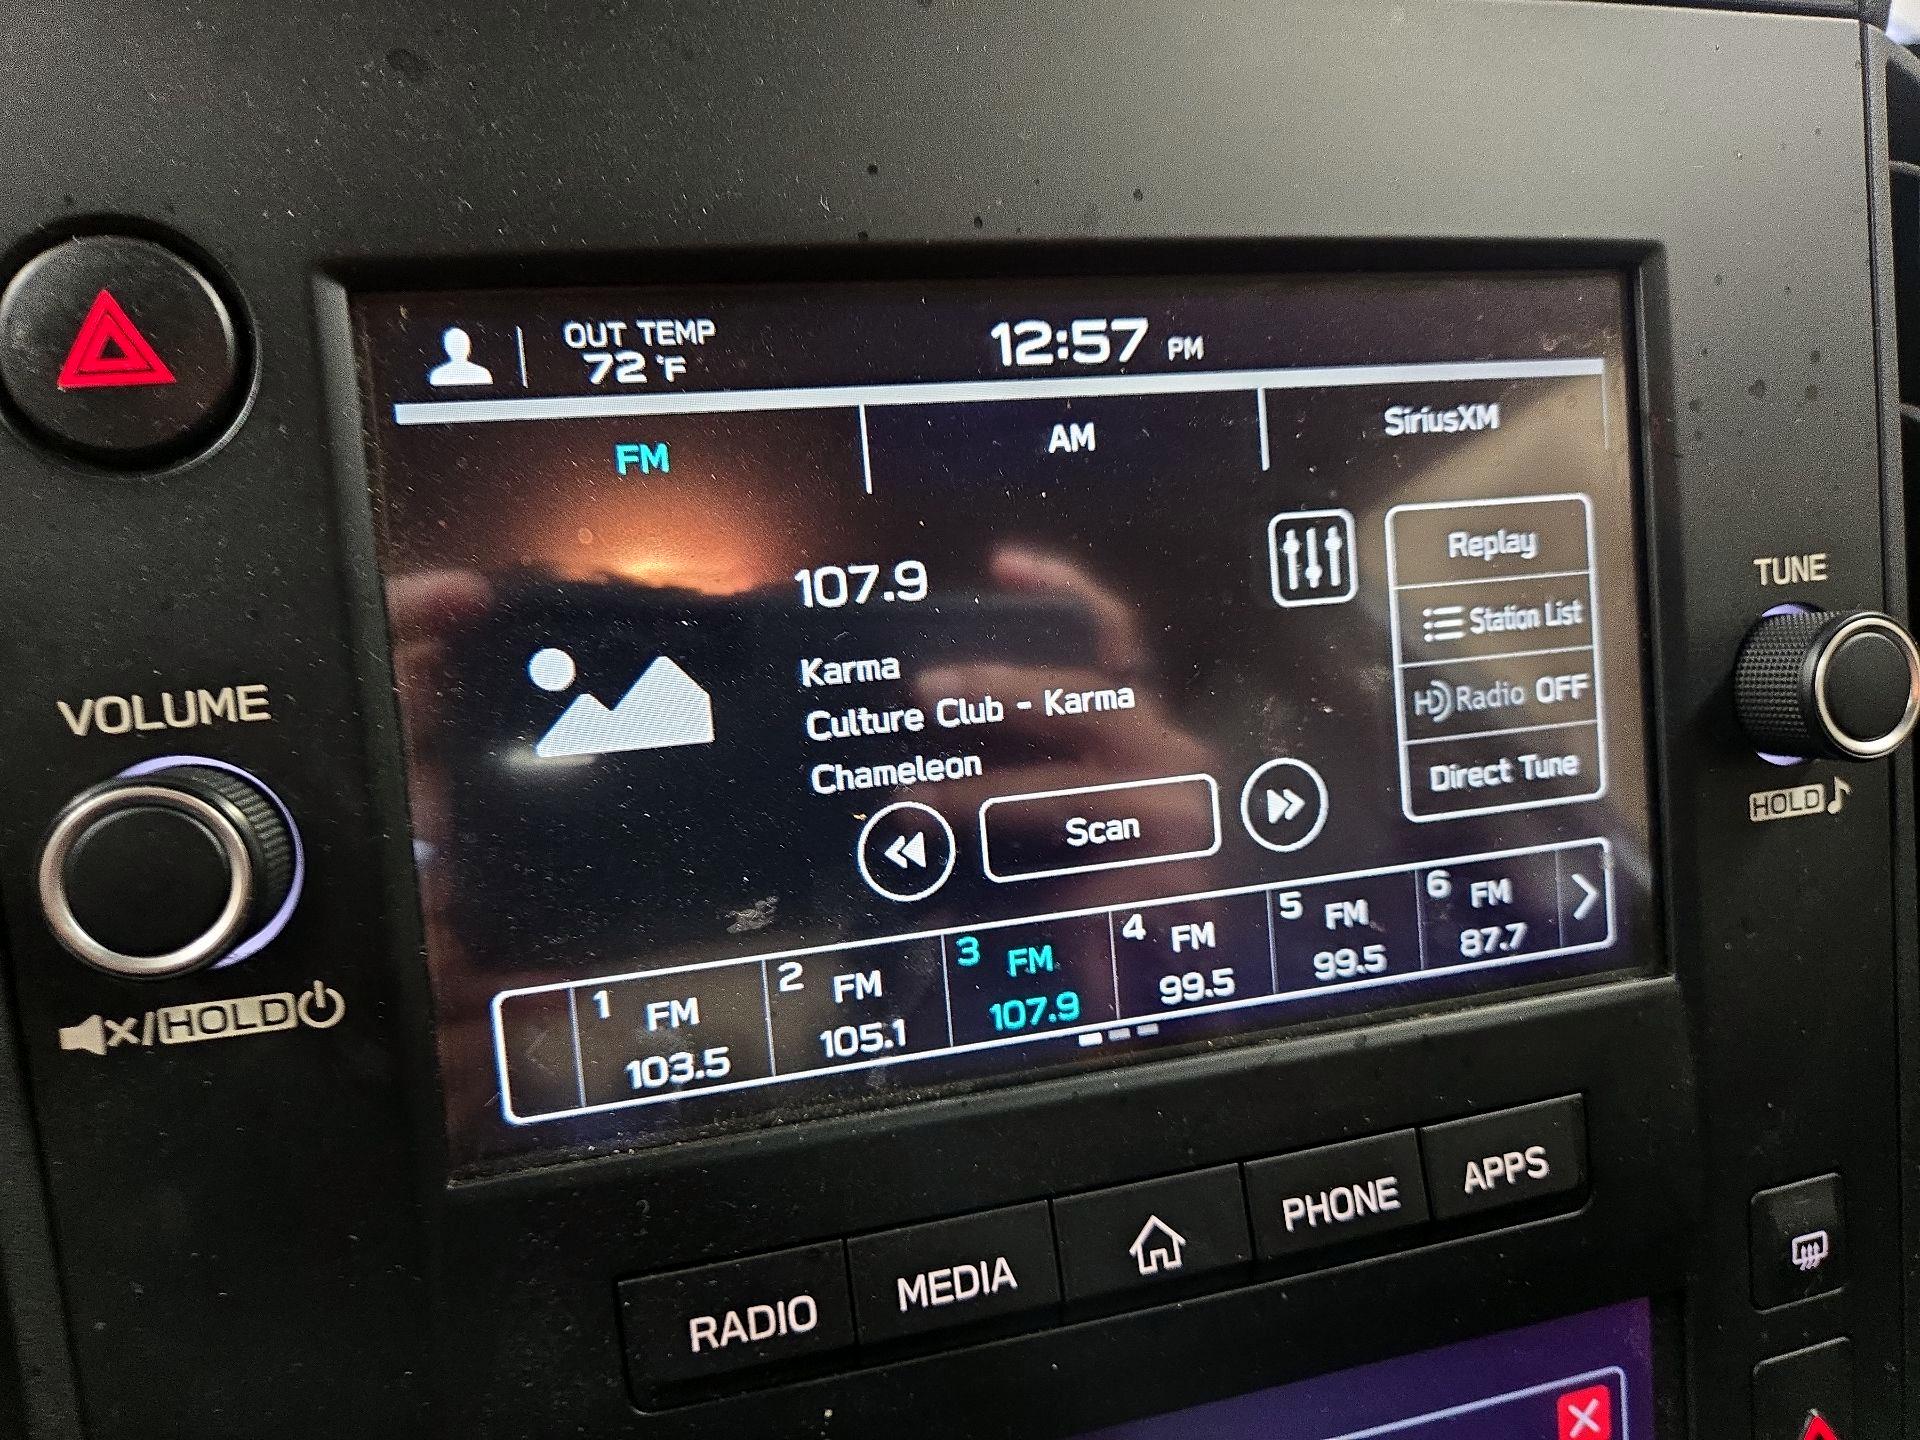 OUT TEMP
72 °F
12:57 PM
FM
AM
SiriusXM
107.9
Karma
Culture Club - Karma
Chameleon
Replay
Station List
HD Radio OFF
Direct Tune
Scan
1 FM
103.5
2 FM
105.1
3 FM
107.9
4 FM
99.5
5 FM
99.5
6 FM
87.7
VOLUME
/HOLD
TUNE
HOLD
RADIO
MEDIA
PHONE
APPS